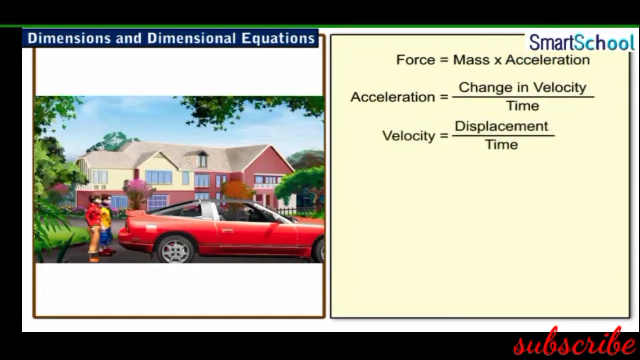 Dimensions and Dimensional Equations
SmartSchool
Force = Mass x Acceleration
Acceleration = Change in Velocity
Time
Velocity = Displacement
Time
subscribe